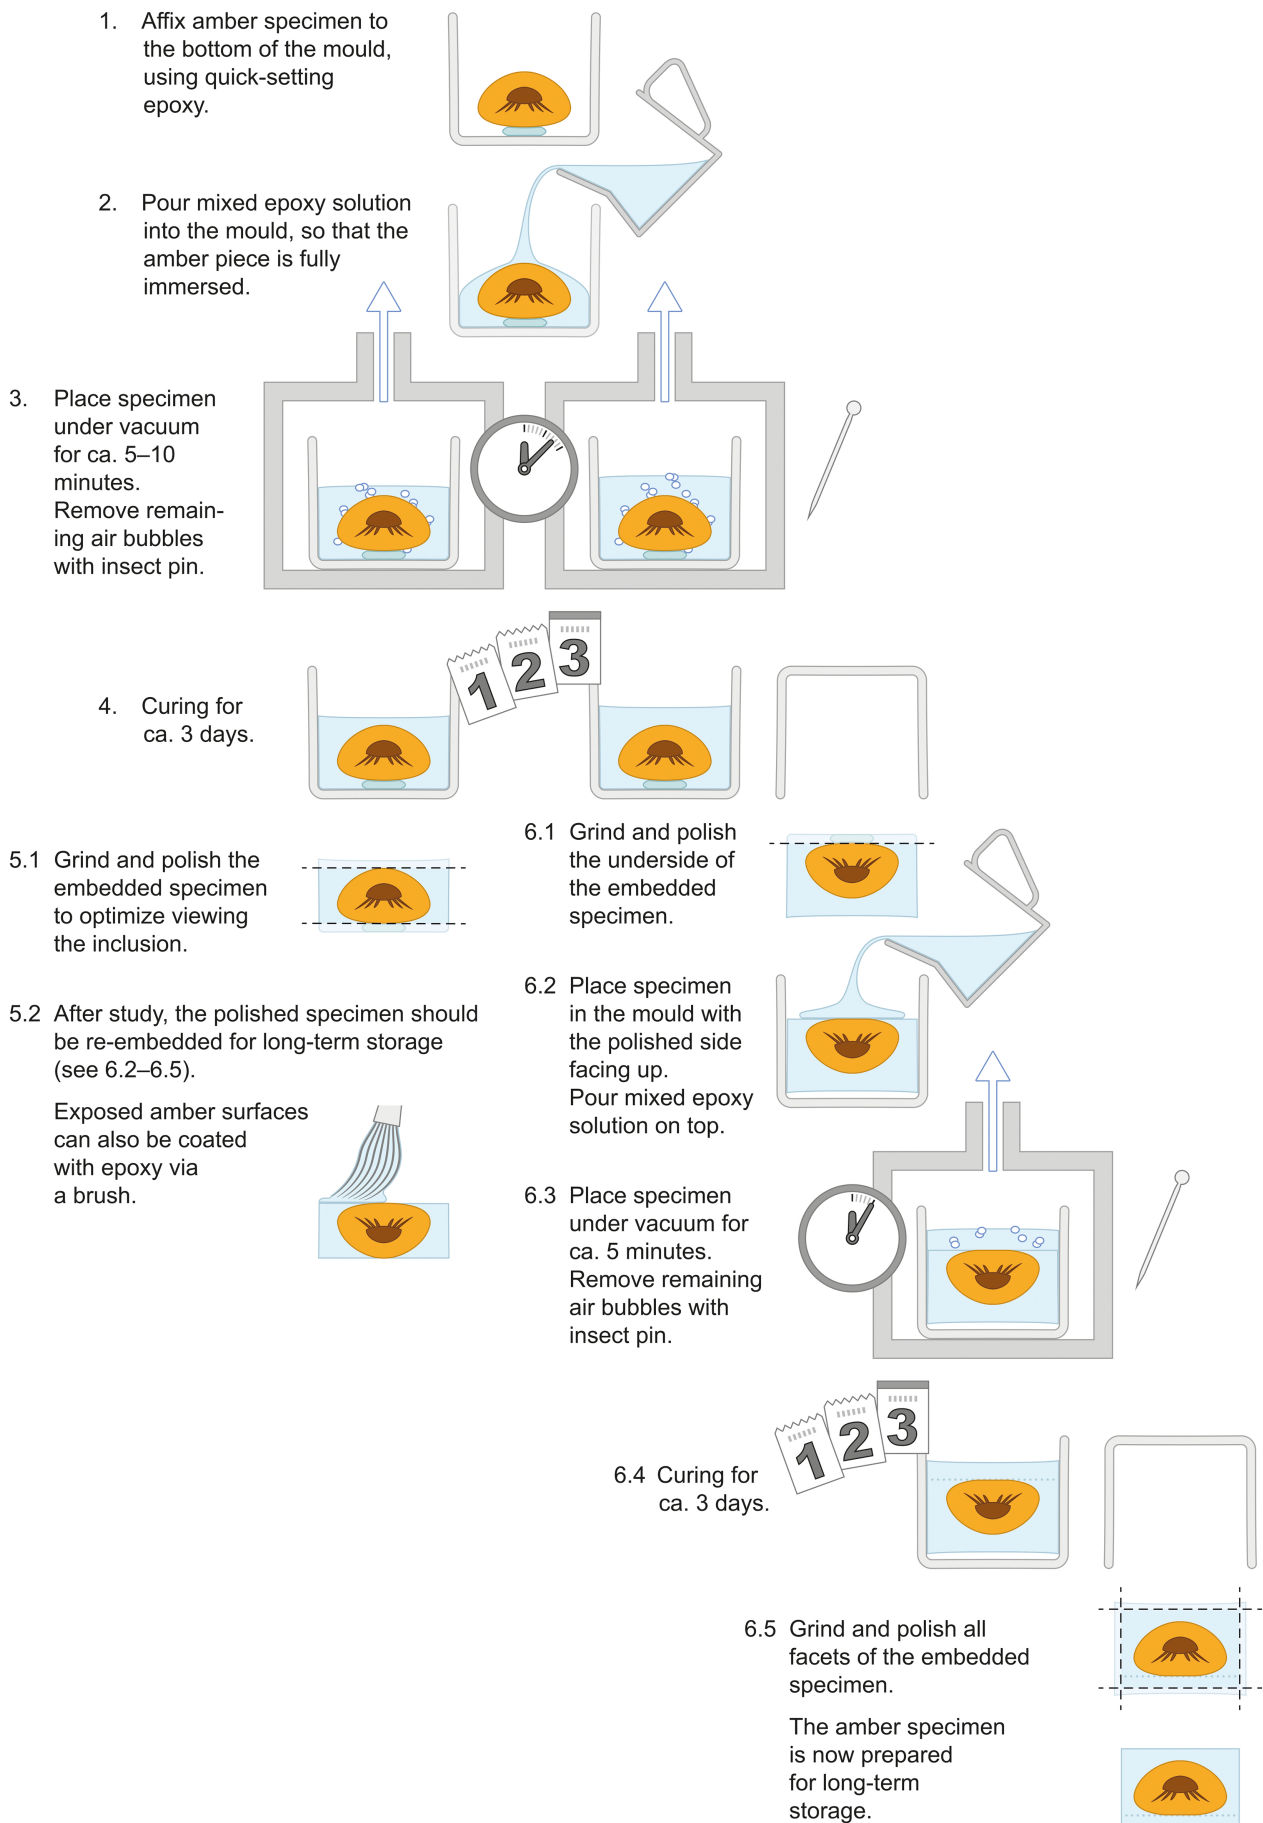 1. Affix amber specimen to
the bottom of the mould,
using quick-setting
epoxy.
2. Pour mixed epoxy solution
into the mould, so that the
amber piece is fully
immersed.
3. Place specimen
under vacuum
for ca. 5–10
minutes.
Remove remain-
ing air bubbles
with insect pin.
1
2
3
4. Curing for
ca. 3 days.
5.1 Grind and polish the
embedded specimen
to optimize viewing
the inclusion.
5.2 After study, the polished specimen should
be re-embedded for long-term storage
(see 6.2–6.5).
Exposed amber surfaces
can also be coated
with epoxy via
a brush.
6.1 Grind and polish
the underside of
the embedded
specimen.
6.2 Place specimen
in the mould with
the polished side
facing up.
Pour mixed epoxy
solution on top.
6.3 Place specimen
under vacuum for
ca. 5 minutes.
Remove remaining
air bubbles with
insect pin.
1
2
3
6.4 Curing for
ca. 3 days.
6.5 Grind and polish all
facets of the embedded
specimen.
The amber specimen
is now prepared
for long-term
storage.